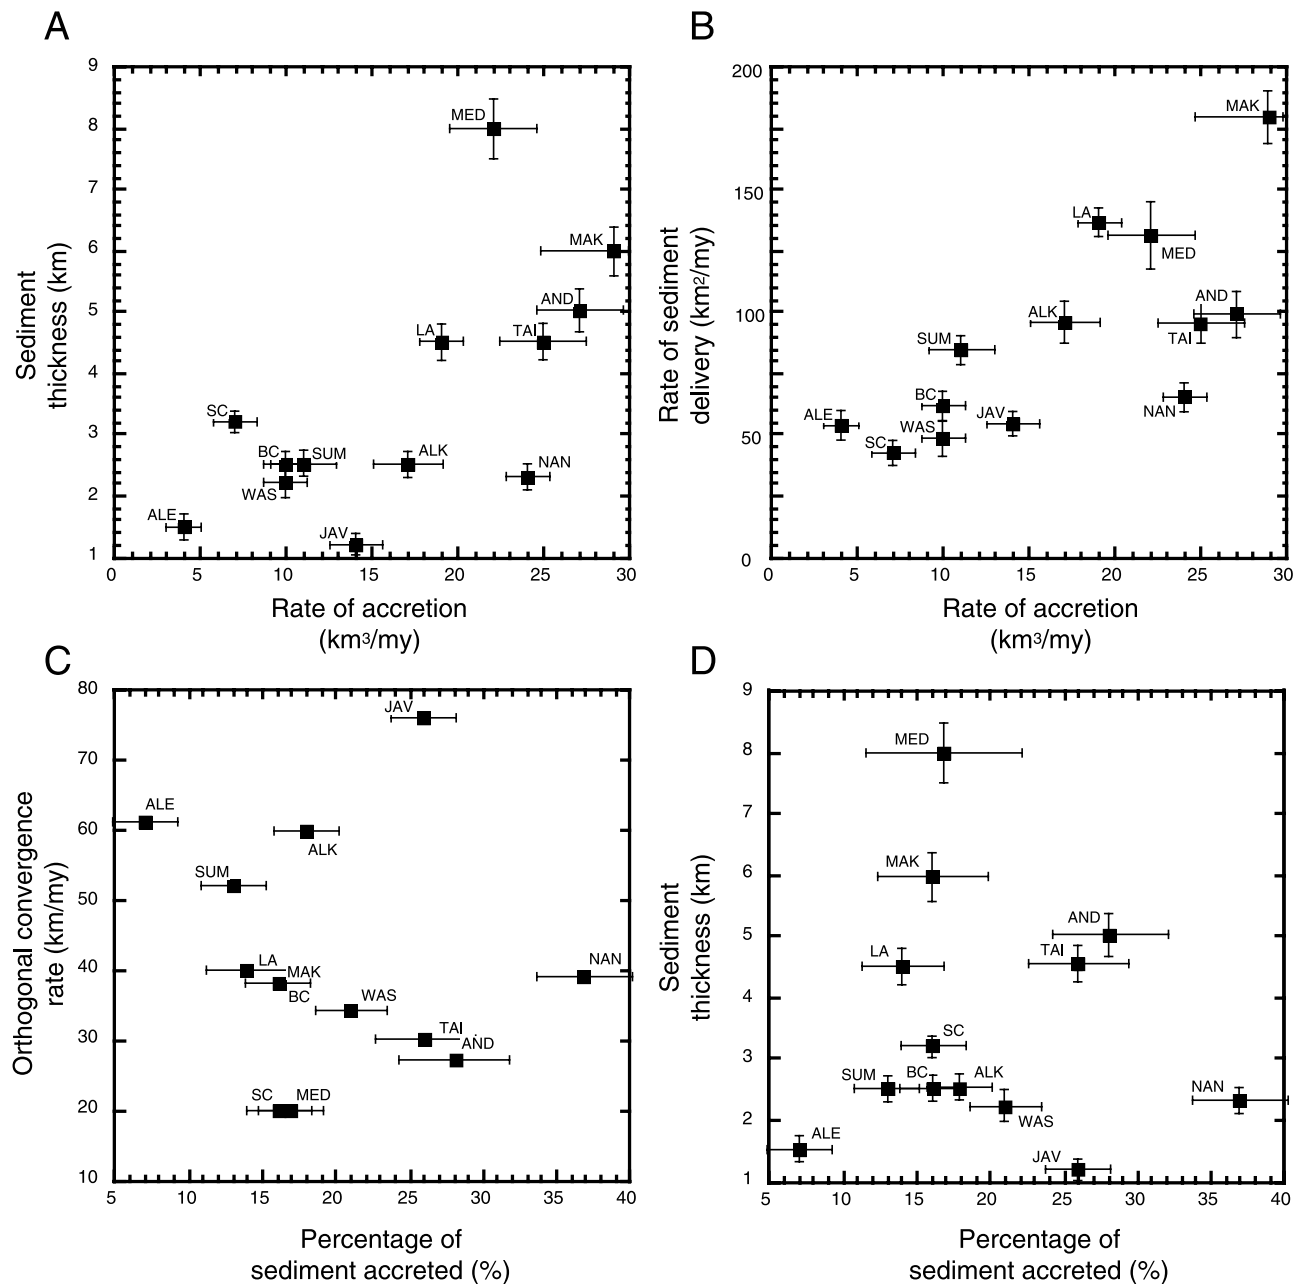 A
Sediment
thickness (km)
9
8
7
6
5
4
3
2
1
MED
MAK
AND
LA
TAI
SC
BC
SUM
ALK
NAN
WAS
ALE
JAV
0
5
10
15
20
25
30
Rate of accretion
(km³/my)
B
Rate of sediment
delivery (km²/my)
200
150
100
50
0
MAK
LA
MED
AND
ALK
TAI
SUM
BC
NAN
ALE
JAV
WAS
SC
0
5
10
15
20
25
30
Rate of accretion
(km³/my)
C
Orthogonal convergence
rate (km/my)
80
70
60
50
40
30
20
10
JAV
ALE
ALK
SUM
LA
MAK
BC
NAN
WAS
TAI
AND
SC
MED
5
10
15
20
25
30
35
40
Percentage of
sediment accreted (%)
D
Sediment
thickness (km)
9
8
7
6
5
4
3
2
1
MED
MAK
AND
LA
TAI
SC
SUM
BC
ALK
NAN
WAS
ALE
JAV
5
10
15
20
25
30
35
40
Percentage of
sediment accreted (%)